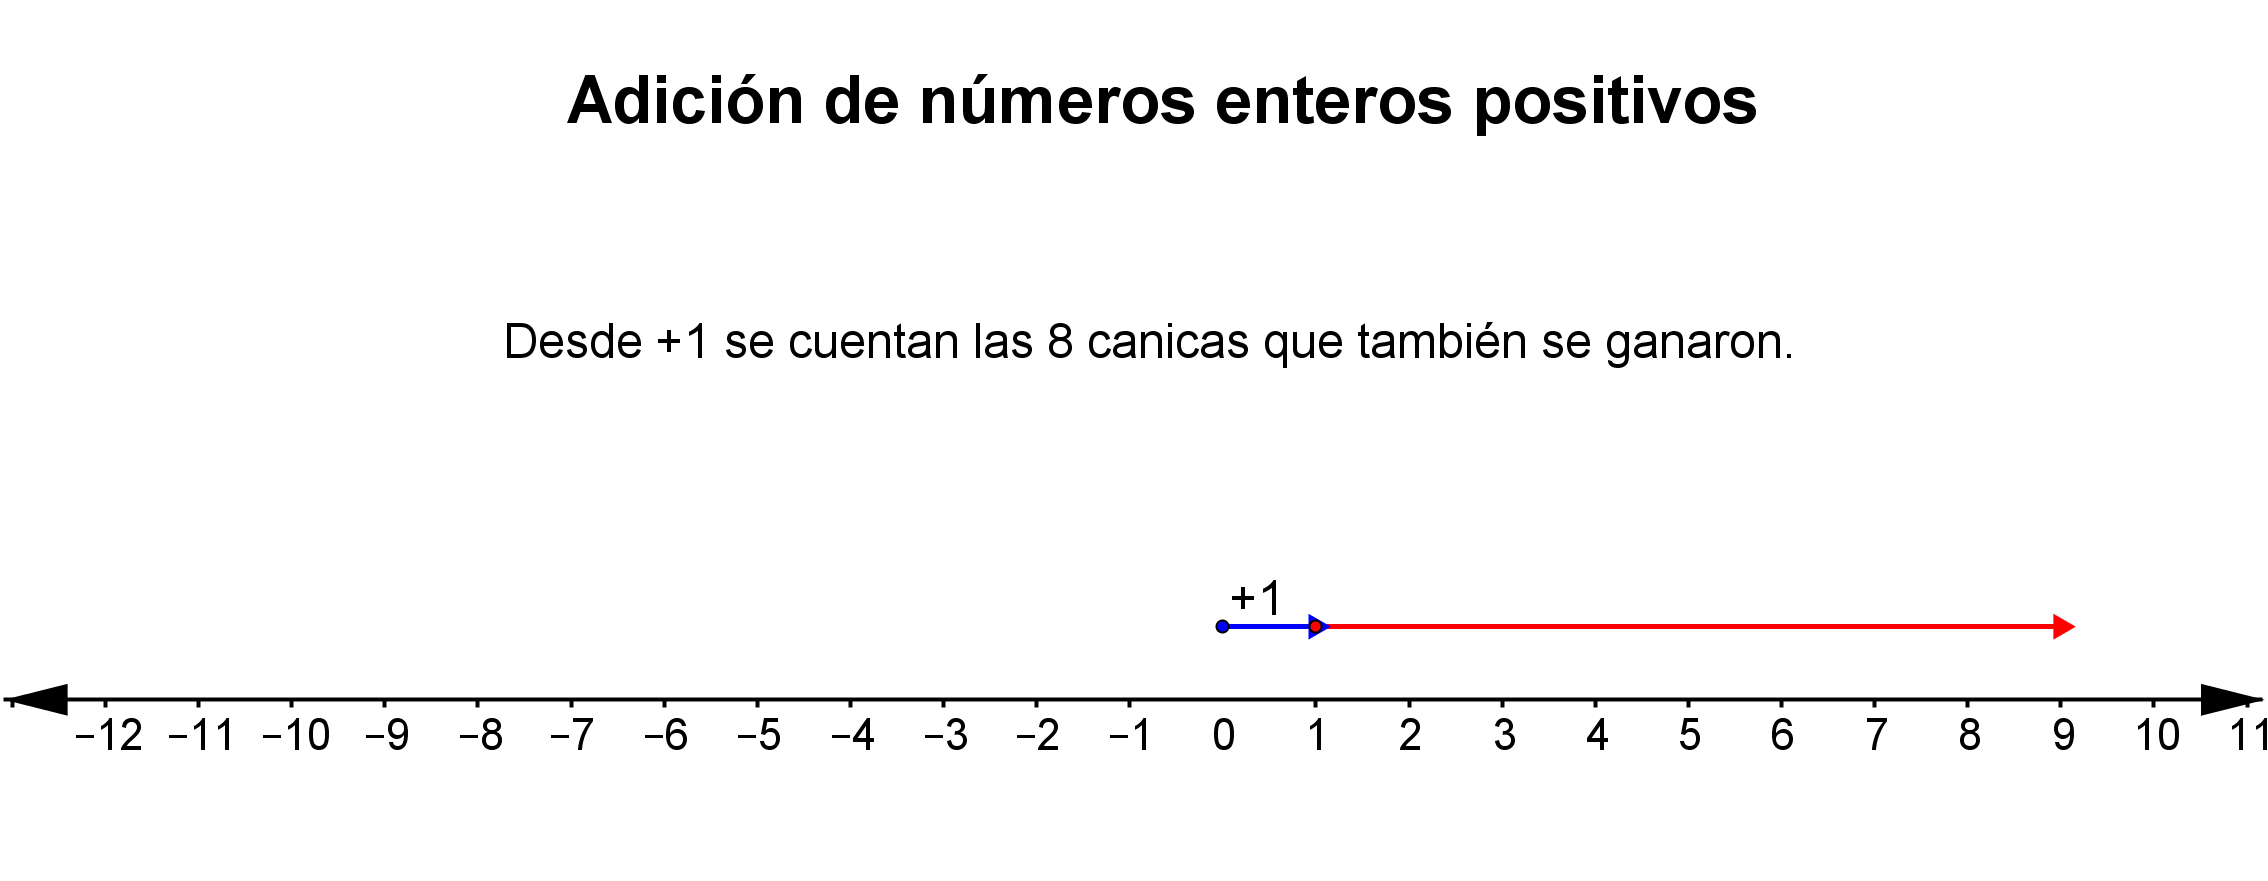 Adición de números enteros positivos
Desde +1 se cuentan las 8 canicas que también se ganaron.
+1
−12 −11 −10 −9 −8 −7 −6 −5 −4 −3 −2 −1 0 1 2 3 4 5 6 7 8 9 10 11